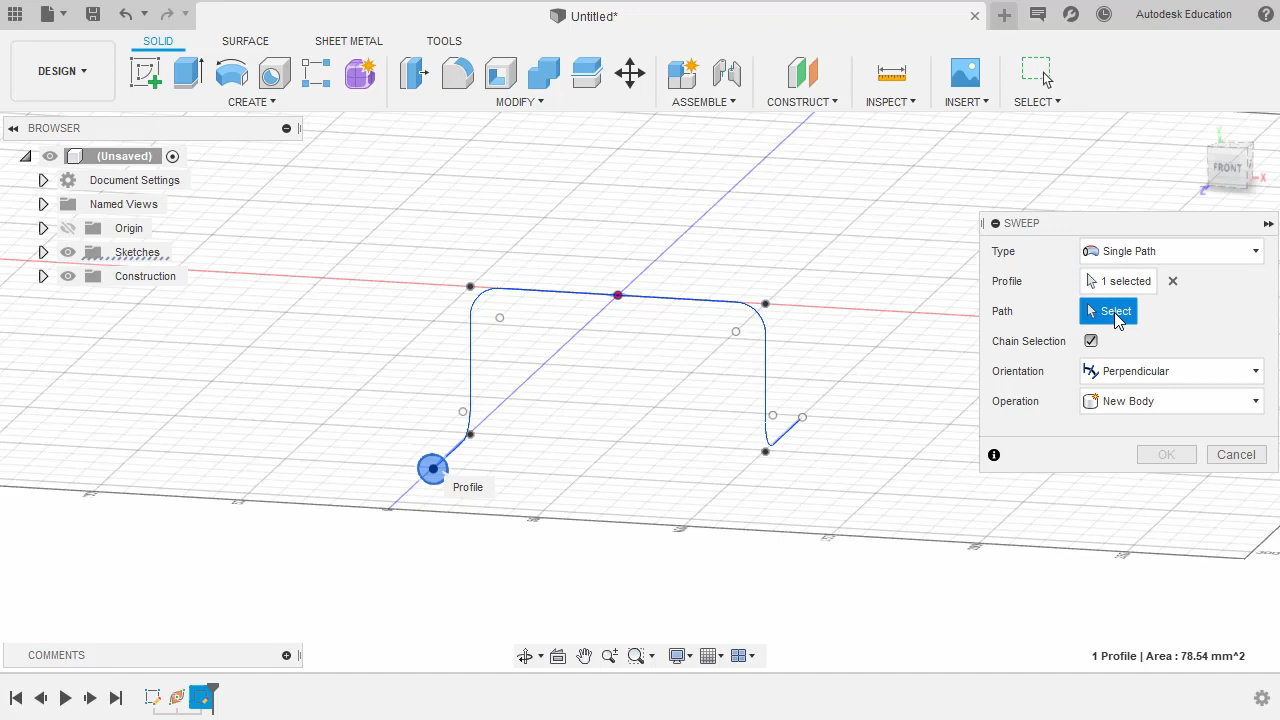 Untitled*
Autodesk Education
SOLID SURFACE SHEET METAL TOOLS
DESIGN
CREATE MODIFY ASSEMBLE CONSTRUCT INSPECT INSERT SELECT
BROWSER
(Unsaved)
Document Settings
Named Views
Origin
Sketches
Construction
FRONT
X
SWEEP
Type Single Path
Profile 1 selected
Path Select
Chain Selection
Orientation Perpendicular
Operation New Body
OK Cancel
Profile
COMMENTS
1 Profile | Area : 78.54 mm^2